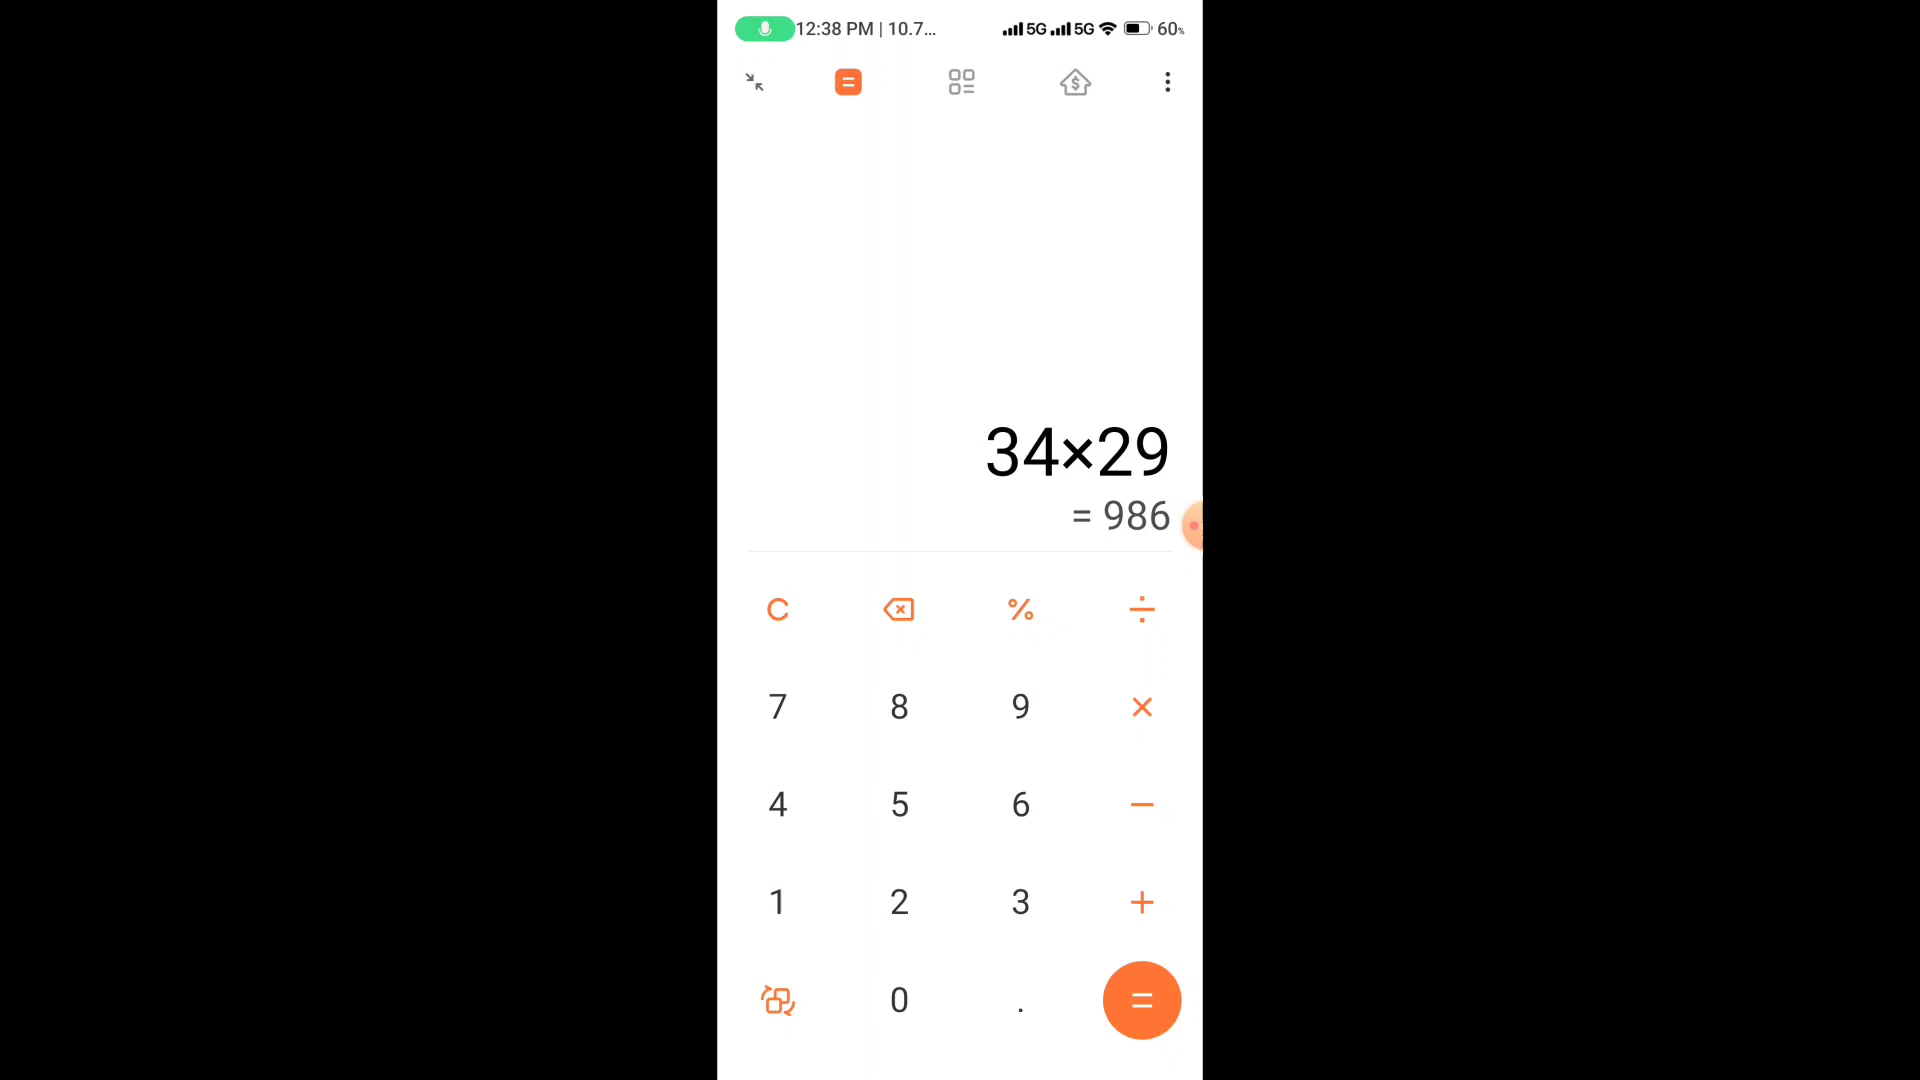 12:38 PM | 10.7... 5G 5G 60%
34×29
= 986
C % ÷
7 8 9 ×
4 5 6 −
1 2 3 +
0 . =